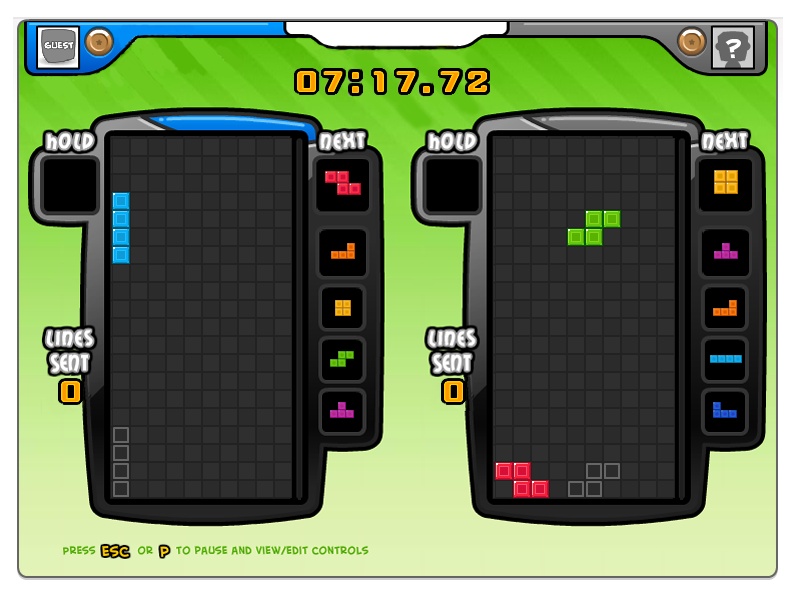 GUEST
?
07:17.72
HOLD
NEXT
HOLD
NEXT
LINES
SENT
0
LINES
SENT
0
PRESS ESC OR P TO PAUSE AND VIEW/EDIT CONTROLS